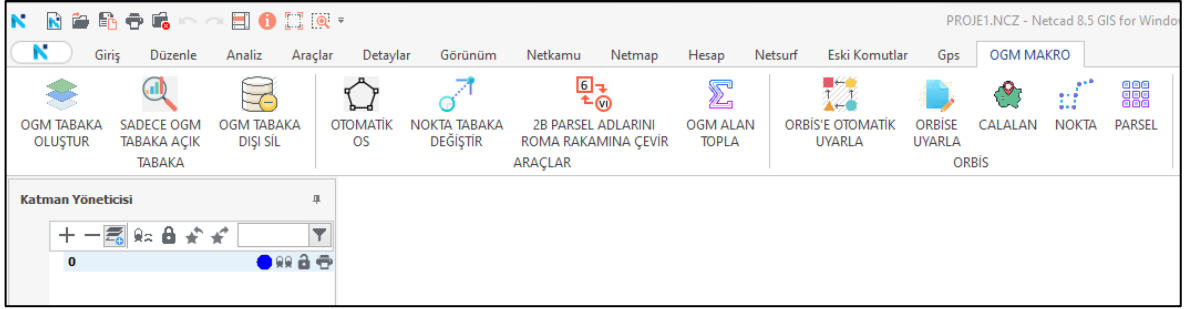 PROJE1.NCZ - Netcad 8.5 GIS for Windo
Giriş Düzenle Analiz Araçlar Detaylar Görünüm Netkamu Netmap Hesap Netsurf Eski Komutlar Gps OGM MAKRO
OGM TABAKA OLUŞTUR
SADECE OGM TABAKA AÇIK
OGM TABAKA DIŞI SİL
TABAKA
OTOMATİK OS
NOKTA TABAKA DEĞİŞTİR
6 VI
2B PARSEL ADLARINI ROMA RAKAMINA ÇEVİR
OGM ALAN TOPLA
ARAÇLAR
ORBİS'E OTOMATİK UYARLA
ORBİSE UYARLA
CALALAN
NOKTA
PARSEL
ORBİS
Katman Yöneticisi
0